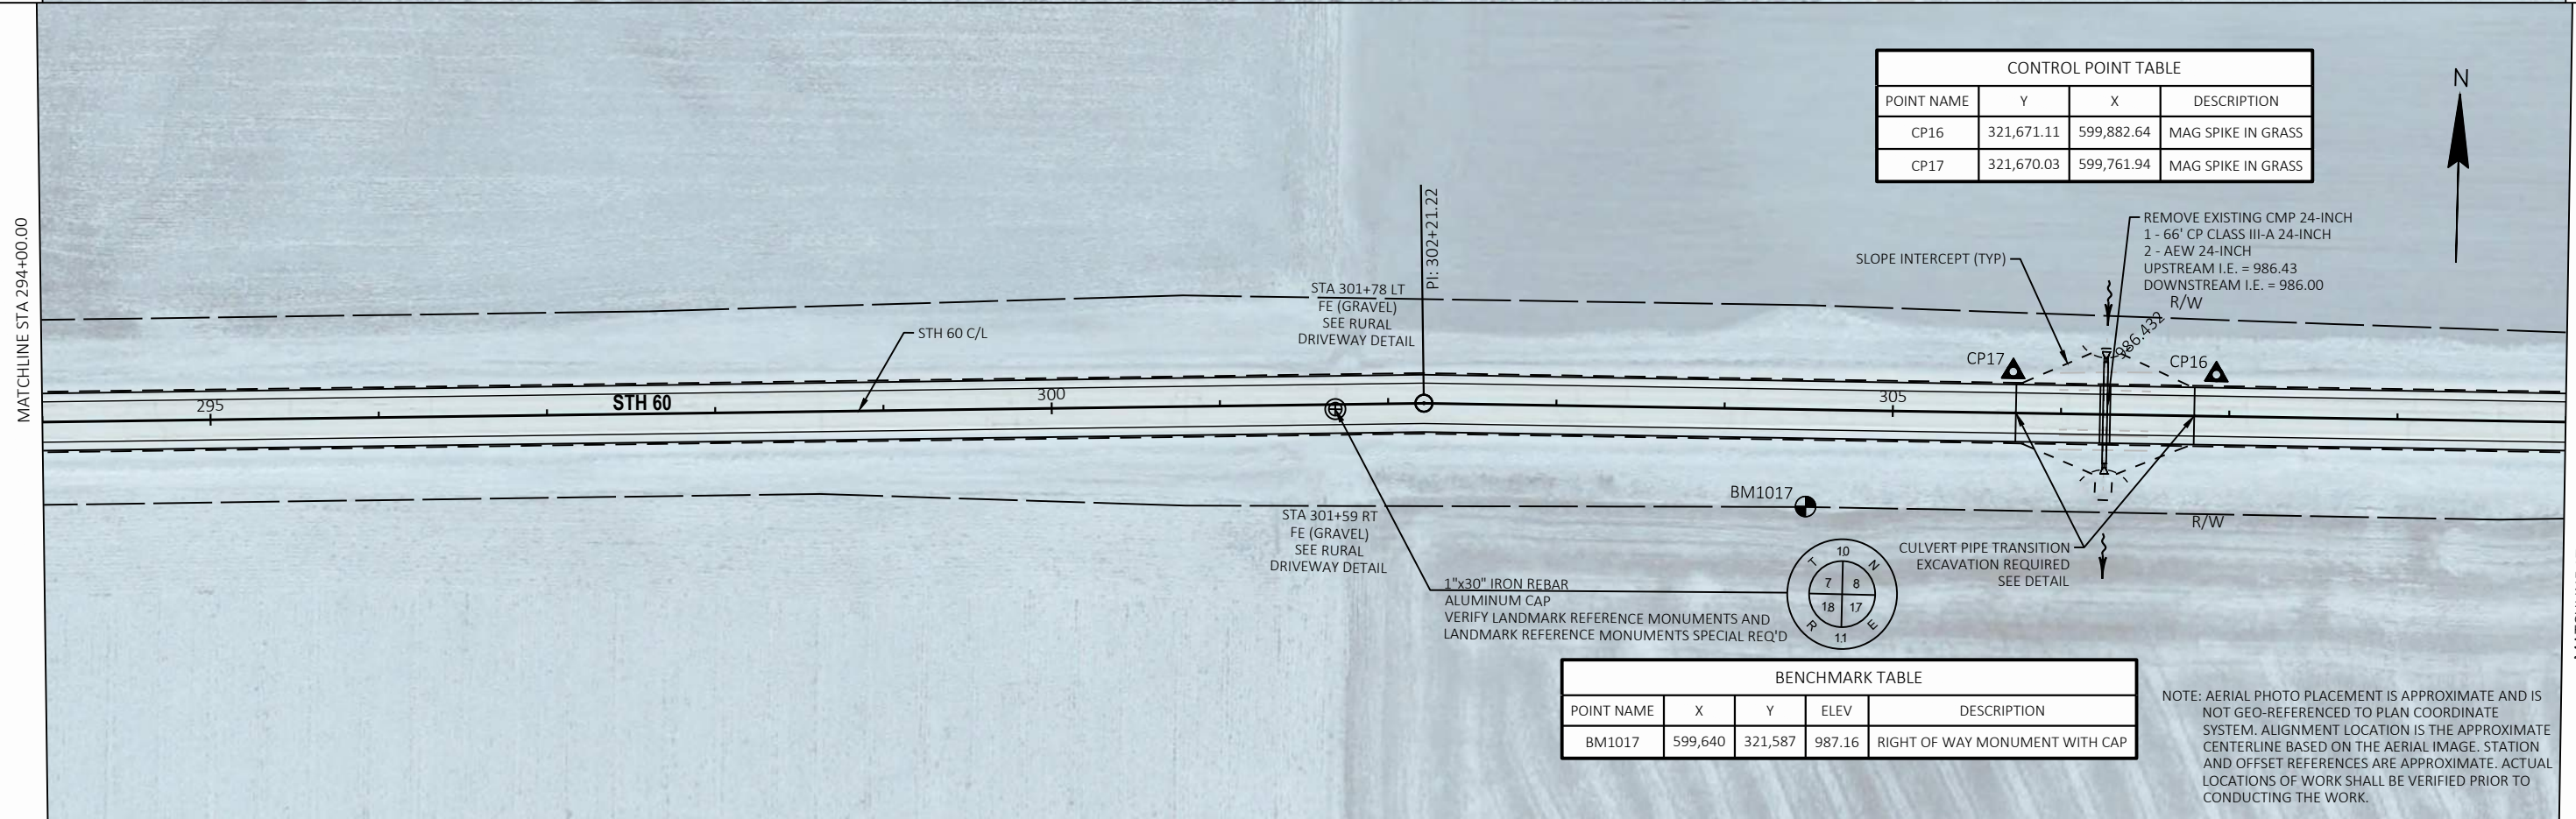 CONTROL POINT TABLE
POINT NAME Y X DESCRIPTION
CP16 321,671.11 599,882.64 MAG SPIKE IN GRASS
CP17 321,670.03 599,761.94 MAG SPIKE IN GRASS
N
MATCHLINE STA 294+00.00
PI: 302+21.22
REMOVE EXISTING CMP 24-INCH
1 - 66' CP CLASS III-A 24-INCH
2 - AEW 24-INCH
UPSTREAM I.E. = 986.43
DOWNSTREAM I.E. = 986.00
R/W
SLOPE INTERCEPT (TYP)
STA 301+78 LT
FE (GRAVEL)
SEE RURAL
DRIVEWAY DETAIL
STH 60 C/L
986.432
CP17
CP16
295
STH 60
300
305
BM1017
R/W
STA 301+59 RT
FE (GRAVEL)
SEE RURAL
DRIVEWAY DETAIL
CULVERT PIPE TRANSITION
EXCAVATION REQUIRED
SEE DETAIL
1"x30" IRON REBAR
ALUMINUM CAP
VERIFY LANDMARK REFERENCE MONUMENTS AND
LANDMARK REFERENCE MONUMENTS SPECIAL REQ'D
10
T N
7 8
18 17
R E
11
BENCHMARK TABLE
POINT NAME X Y ELEV DESCRIPTION
BM1017 599,640 321,587 987.16 RIGHT OF WAY MONUMENT WITH CAP
NOTE: AERIAL PHOTO PLACEMENT IS APPROXIMATE AND IS
NOT GEO-REFERENCED TO PLAN COORDINATE
SYSTEM. ALIGNMENT LOCATION IS THE APPROXIMATE
CENTERLINE BASED ON THE AERIAL IMAGE. STATION
AND OFFSET REFERENCES ARE APPROXIMATE. ACTUAL
LOCATIONS OF WORK SHALL BE VERIFIED PRIOR TO
CONDUCTING THE WORK.